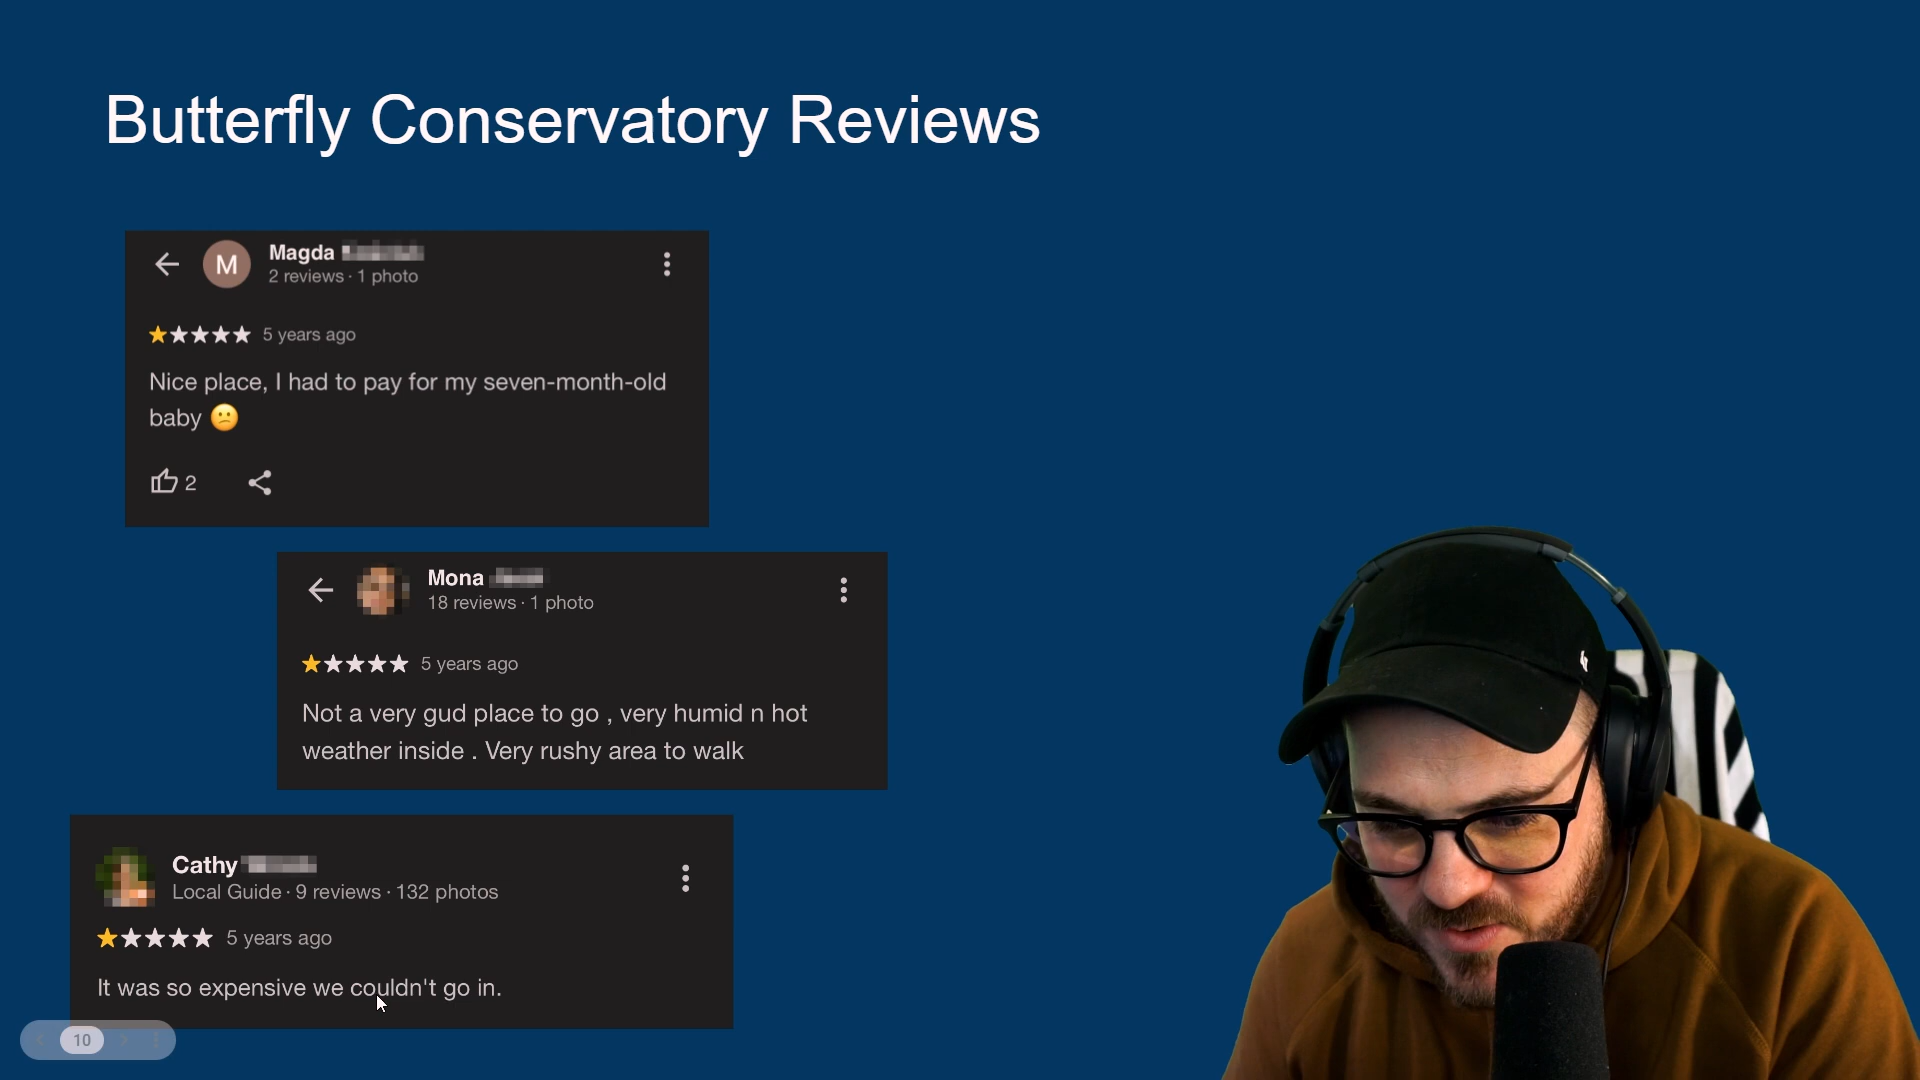 Butterfly Conservatory Reviews
M
Magda
2 reviews · 1 photo
5 years ago
Nice place, I had to pay for my seven-month-old
baby 😕
2
Mona
18 reviews · 1 photo
5 years ago
Not a very gud place to go , very humid n hot
weather inside . Very rushy area to walk
Cathy
Local Guide · 9 reviews · 132 photos
5 years ago
It was so expensive we couldn't go in.
10